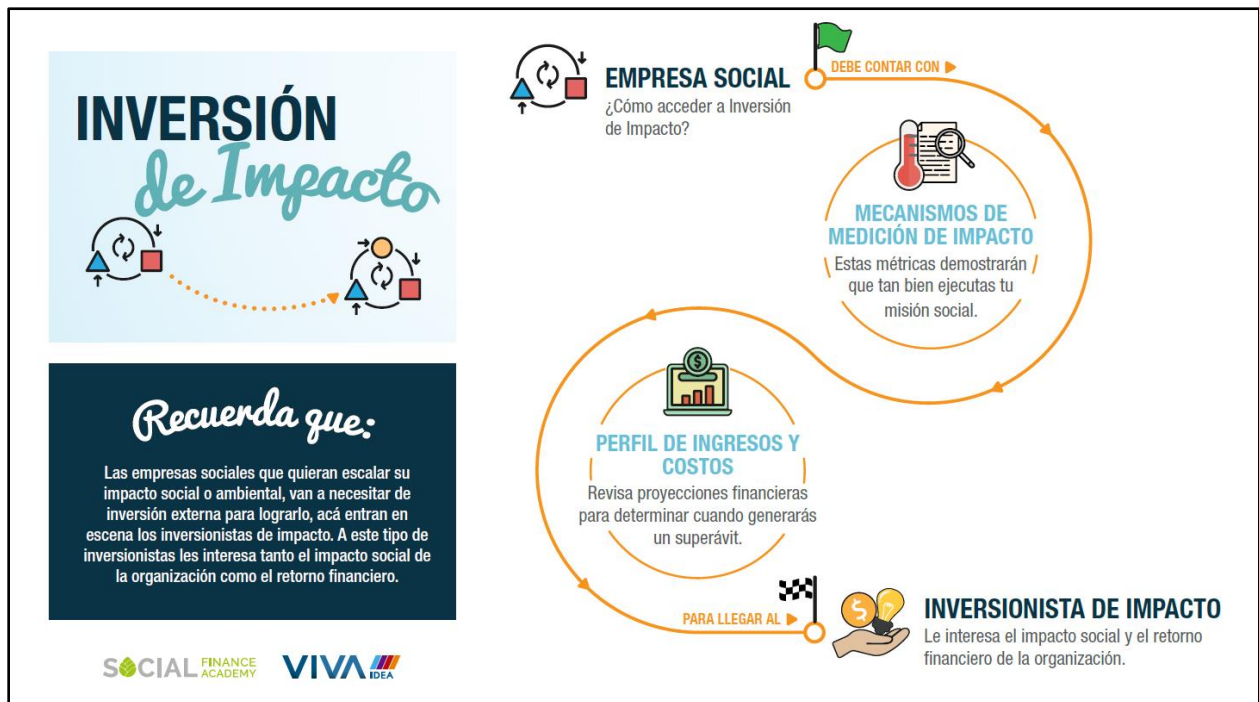 INVERSIÓN
de Impacto
Recuerda que:
Las empresas sociales que quieran escalar su
impacto social o ambiental, van a necesitar de
inversión externa para lograrlo, acá entran en
escena los inversionistas de impacto. A este tipo de
inversionistas les interesa tanto el impacto social de
la organización como el retorno financiero.
SOCIAL FINANCE
ACADEMY
VIVA IDEA
EMPRESA SOCIAL
¿Cómo acceder a Inversión
de Impacto?
DEBE CONTAR CON
MECANISMOS DE
MEDICIÓN DE IMPACTO
Estas métricas demostrarán
que tan bien ejecutas tu
misión social.
$
PERFIL DE INGRESOS Y
COSTOS
Revisa proyecciones financieras
para determinar cuando generarás
un superávit.
PARA LLEGAR AL
$
INVERSIONISTA DE IMPACTO
Le interesa el impacto social y el retorno
financiero de la organización.